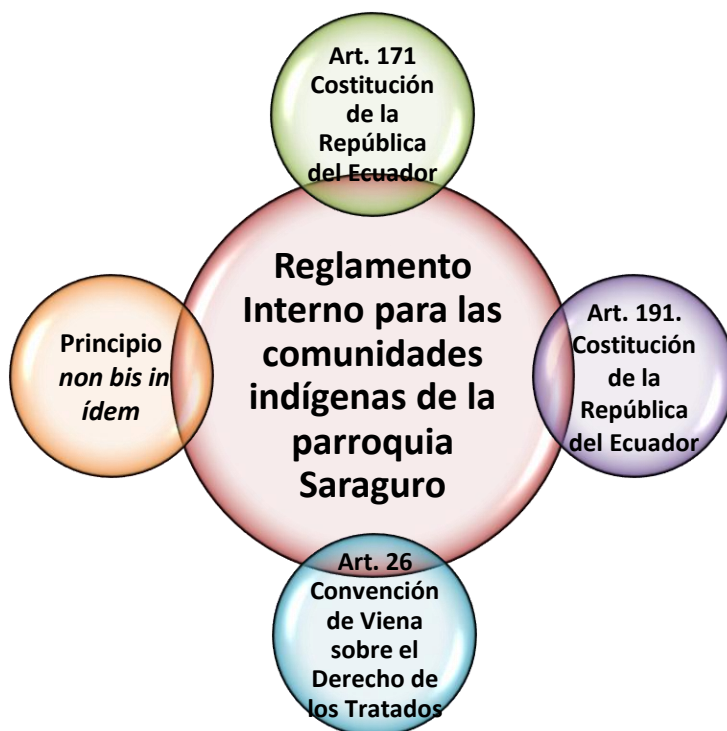 Art. 171
Costitución
de la
República
del Ecuador
Reglamento
Interno para las
comunidades
indígenas de la
parroquia
Saraguro
Principio
non bis in
ídem
Art. 191.
Costitución
de la
República
del Ecuador
Art. 26
Convención
de Viena
sobre el
Derecho de
los Tratados